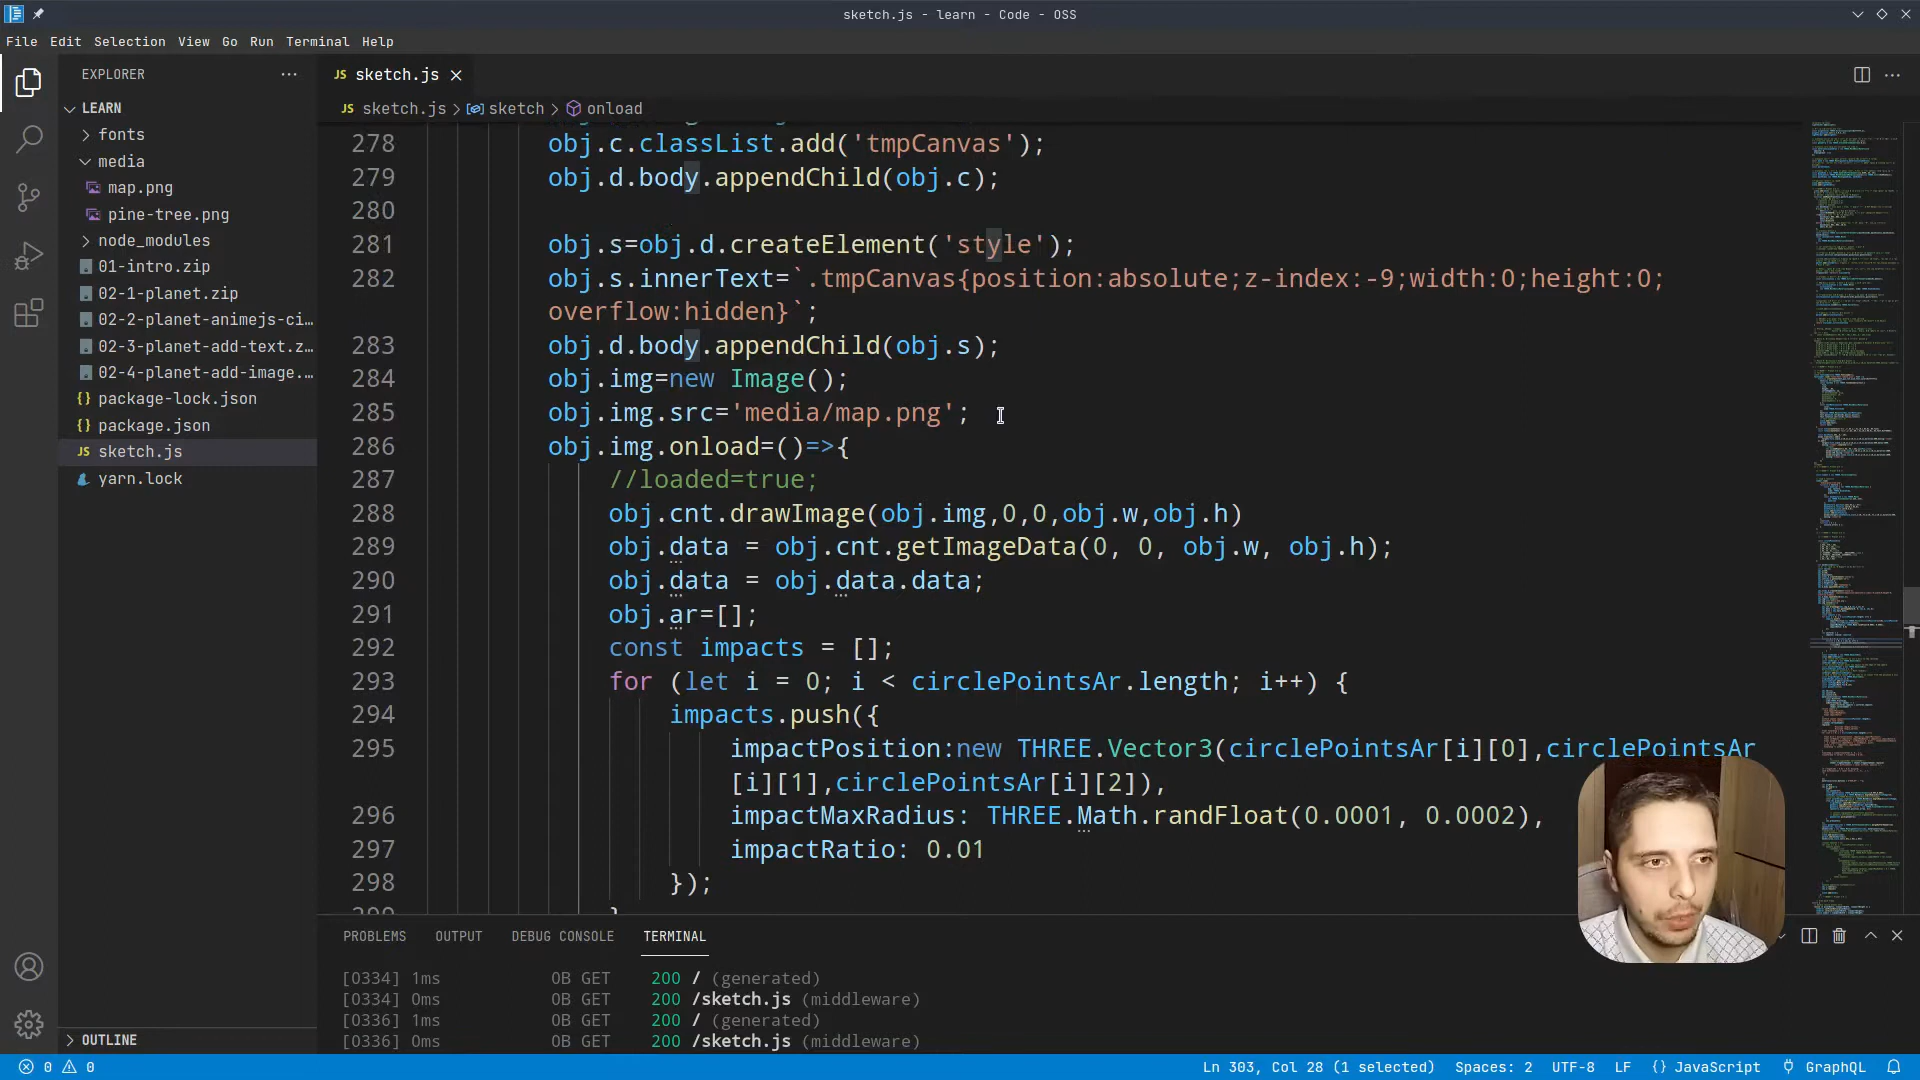 sketch.js - learn - Code - OSS
File Edit Selection View Go Run Terminal Help
EXPLORER
LEARN
fonts
media
map.png
pine-tree.png
node_modules
01-intro.zip
02-1-planet.zip
02-2-planet-animejs-ci...
02-3-planet-add-text.z...
02-4-planet-add-image....
{} package-lock.json
{} package.json
JS sketch.js
yarn.lock
OUTLINE
JS sketch.js
JS sketch.js > sketch > onload
278 obj.c.classList.add('tmpCanvas');
279 obj.d.body.appendChild(obj.c);
280
281 obj.s=obj.d.createElement('style');
282 obj.s.innerText=`.tmpCanvas{position:absolute;z-index:-9;width:0;height:0;
overflow:hidden}`;
283 obj.d.body.appendChild(obj.s);
284 obj.img=new Image();
285 obj.img.src='media/map.png';
286 obj.img.onload=()=>{
287 //loaded=true;
288 obj.cnt.drawImage(obj.img,0,0,obj.w,obj.h)
289 obj.data = obj.cnt.getImageData(0, 0, obj.w, obj.h);
290 obj.data = obj.data.data;
291 obj.ar=[];
292 const impacts = [];
293 for (let i = 0; i < circlePointsAr.length; i++) {
294 impacts.push({
295 impactPosition:new THREE.Vector3(circlePointsAr[i][0],circlePointsAr
[i][1],circlePointsAr[i][2]),
296 impactMaxRadius: THREE.Math.randFloat(0.0001, 0.0002),
297 impactRatio: 0.01
298 });
PROBLEMS OUTPUT DEBUG CONSOLE TERMINAL
[0334] 1ms 0B GET 200 / (generated)
[0334] 0ms 0B GET 200 /sketch.js (middleware)
[0336] 1ms 0B GET 200 / (generated)
[0336] 0ms 0B GET 200 /sketch.js (middleware)
0 0 Ln 303, Col 28 (1 selected) Spaces: 2 UTF-8 LF {} JavaScript GraphQL